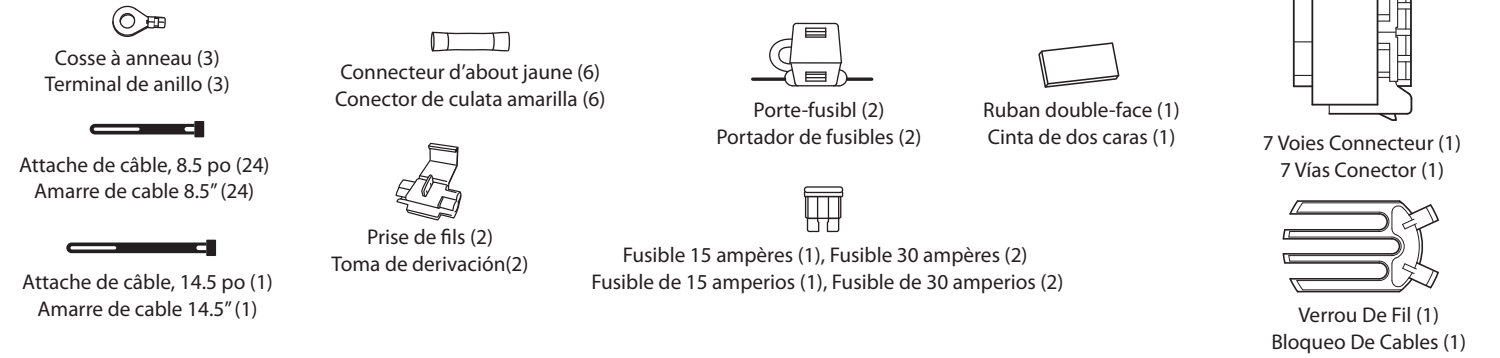 Cosse à anneau (3)
Terminal de anillo (3)
Attache de câble, 8.5 po (24)
Amarre de cable 8.5” (24)
Attache de câble, 14.5 po (1)
Amarre de cable 14.5” (1)
Connecteur d’about jaune (6)
Conector de culata amarilla (6)
Prise de fils (2)
Toma de derivación(2)
Porte-fusibl (2)
Portador de fusibles (2)
Ruban double-face (1)
Cinta de dos caras (1)
Fusible 15 ampères (1), Fusible 30 ampères (2)
Fusible de 15 amperios (1), Fusible de 30 amperios (2)
7 Voies Connecteur (1)
7 Vías Conector (1)
Verrou De Fil (1)
Bloqueo De Cables (1)